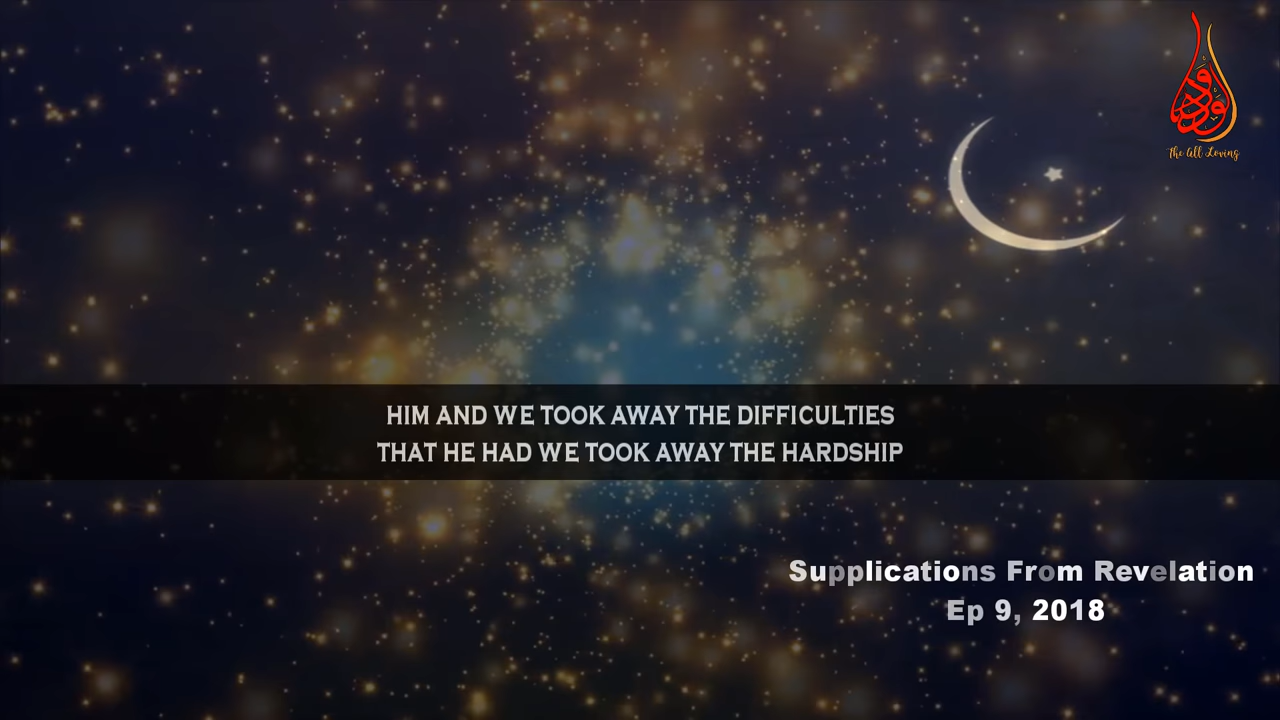 The All Loving
HIM AND WE TOOK AWAY THE DIFFICULTIES
THAT HE HAD WE TOOK AWAY THE HARDSHIP
Supplications From Revelation
Ep 9, 2018